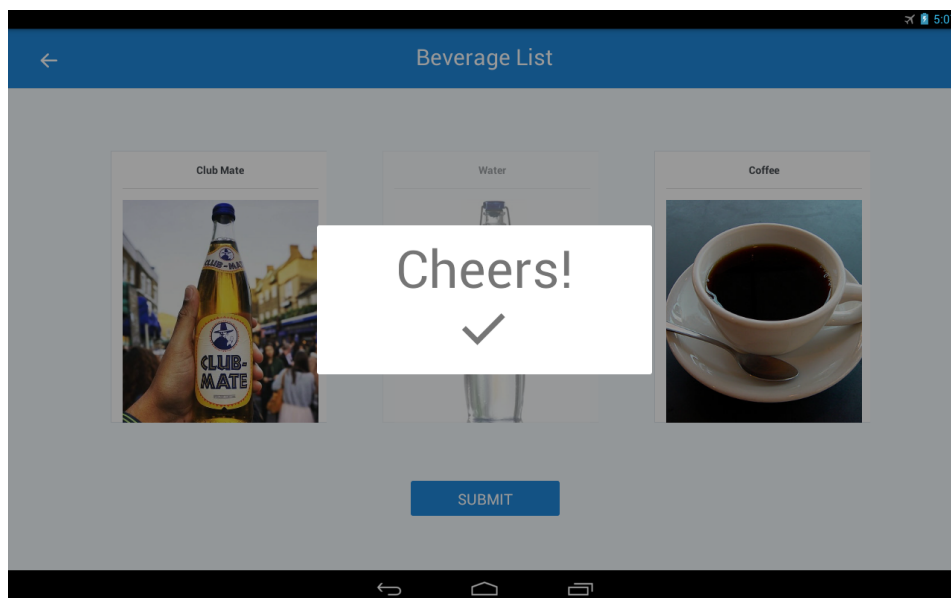 5:0
Beverage List
Club Mate
Water
Coffee
CLUB-MATE
CLUB-
MATE
Cheers!
SUBMIT